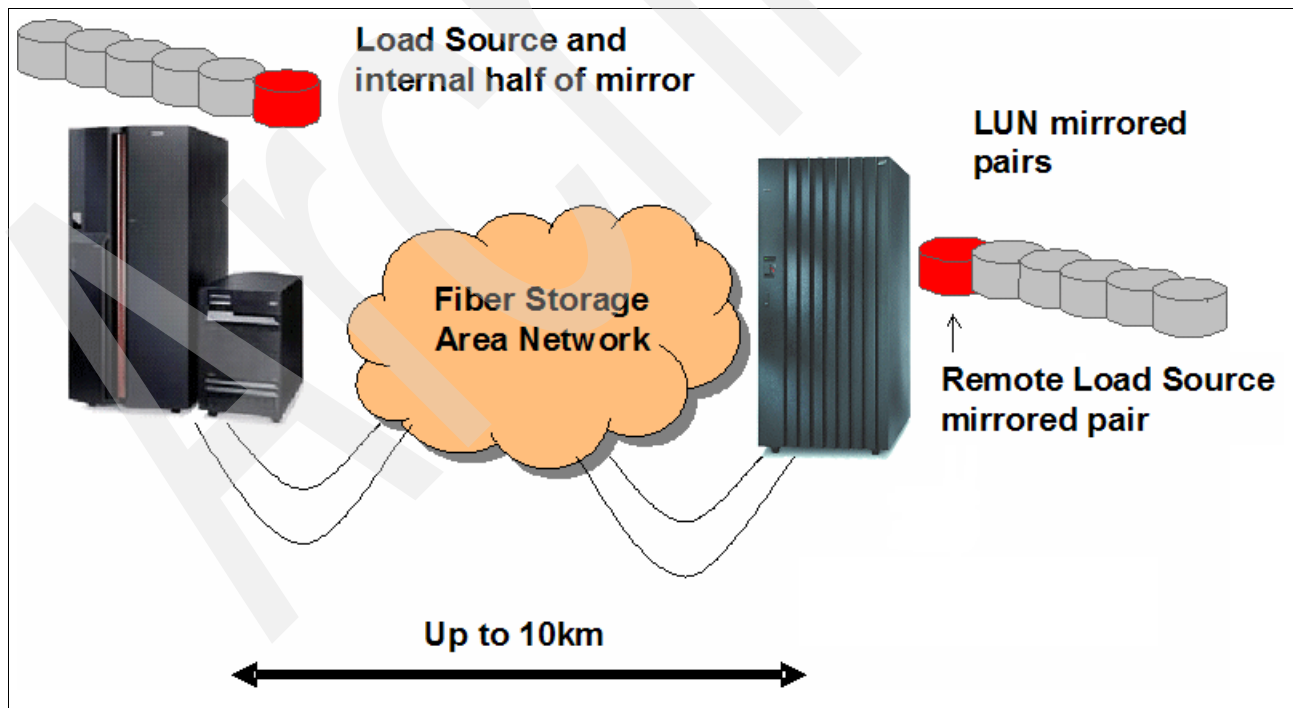 Load Source and
internal half of mirror
LUN mirrored
pairs
Fiber Storage
Area Network
Remote Load Source
mirrored pair
Up to 10km